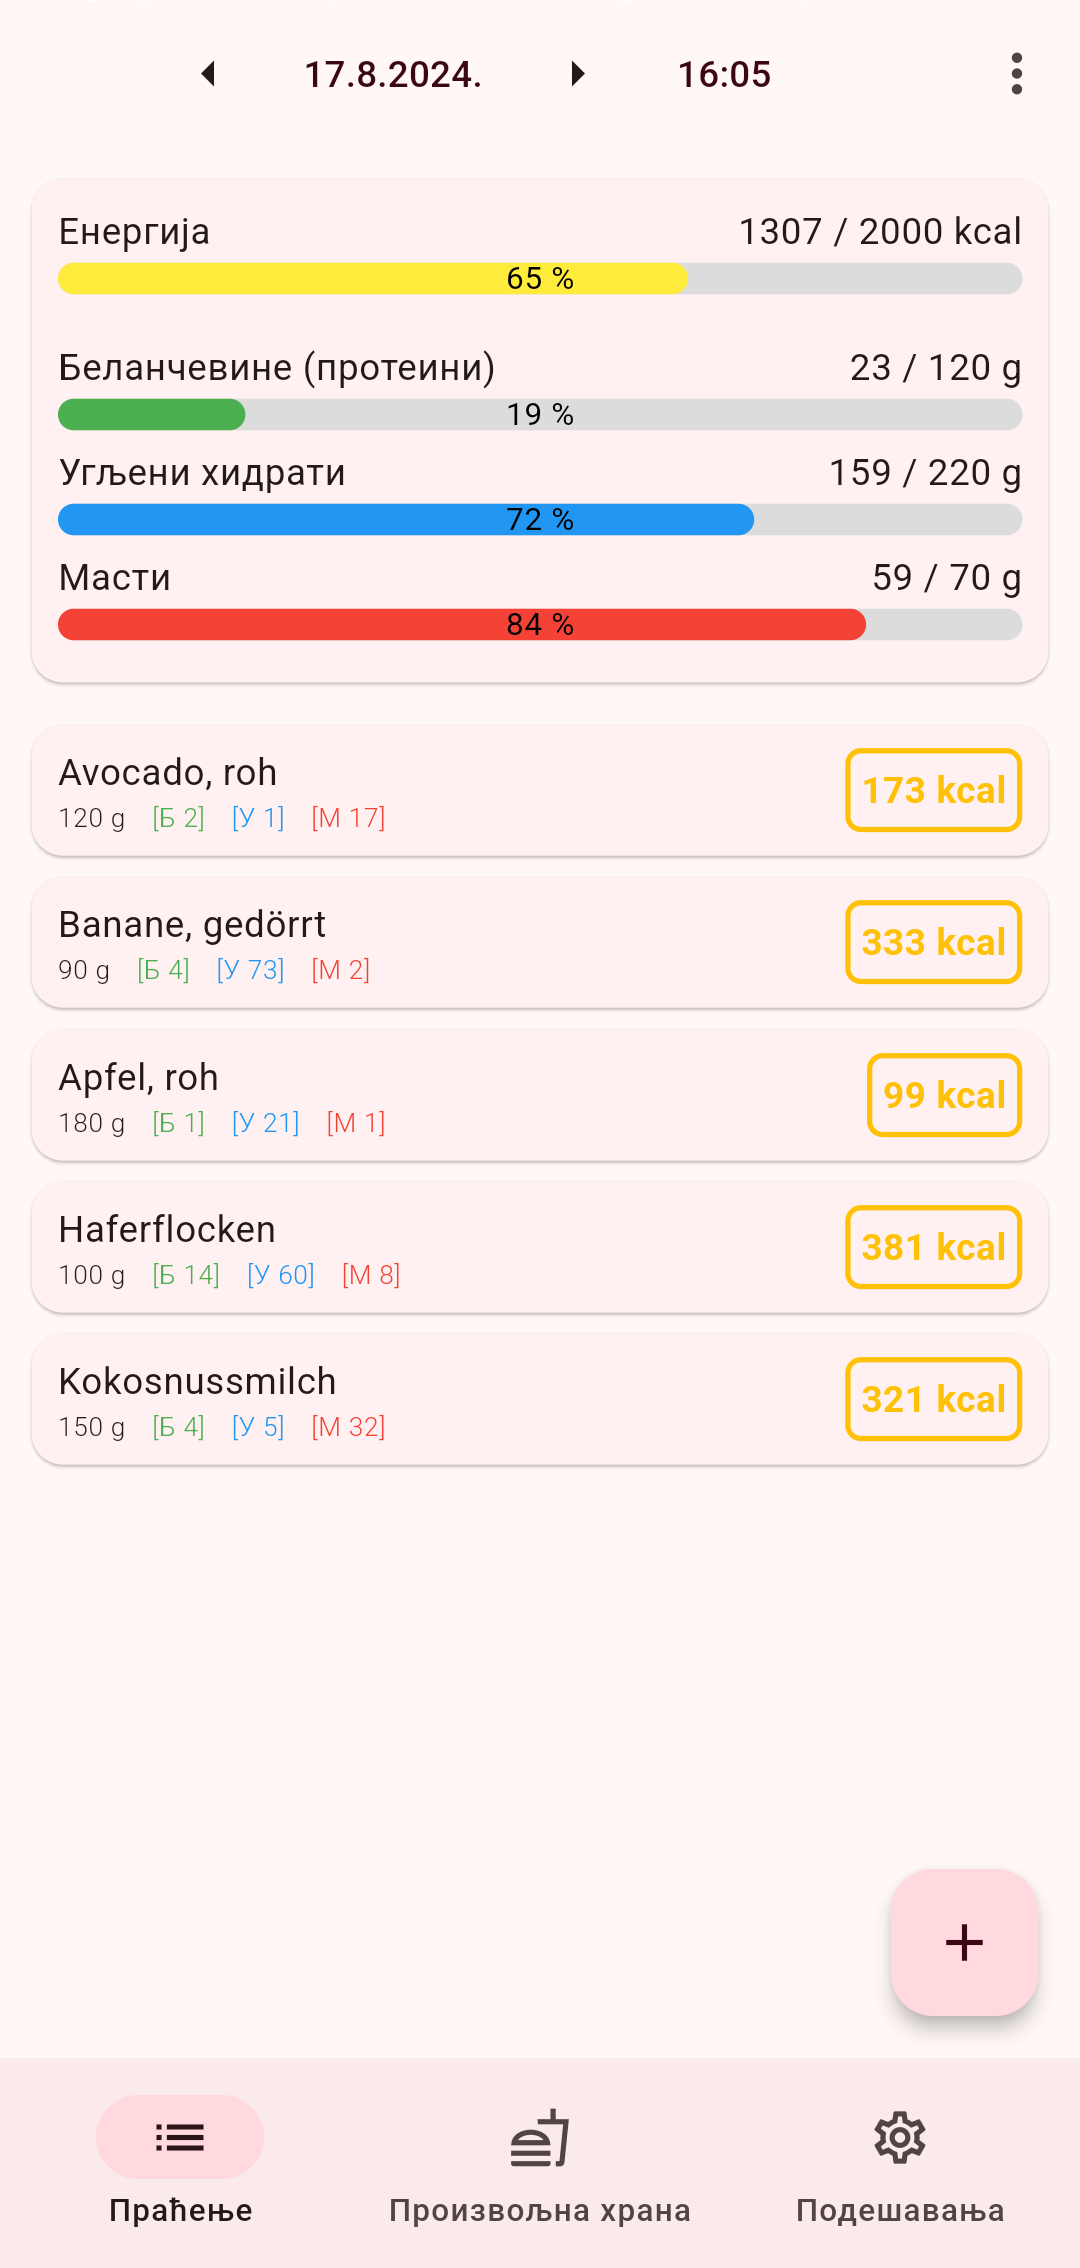 17.8.2024. 16:05
Енергија 1307 / 2000 kcal
65 %
Беланчевине (протеини) 23 / 120 g
19 %
Угљени хидрати 159 / 220 g
72 %
Масти 59 / 70 g
84 %
Avocado, roh
120 g [Б 2] [У 1] [М 17]
173 kcal
Banane, gedörrt
90 g [Б 4] [У 73] [М 2]
333 kcal
Apfel, roh
180 g [Б 1] [У 21] [М 1]
99 kcal
Haferflocken
100 g [Б 14] [У 60] [М 8]
381 kcal
Kokosnussmilch
150 g [Б 4] [У 5] [М 32]
321 kcal
Праћење Произвољна храна Подешавања